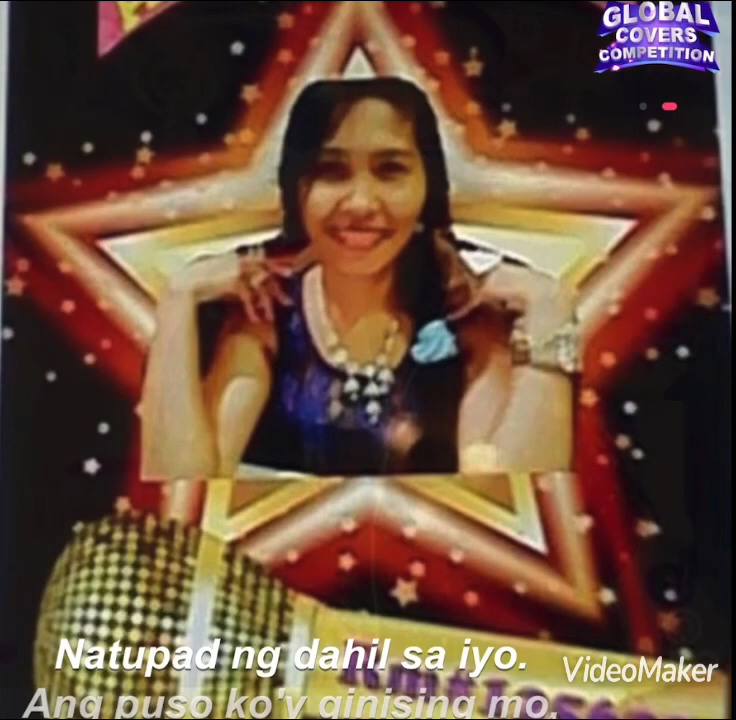 GLOBAL
COVERS
COMPETITION
Natupad ng dahil sa iyo.
VideoMaker
Ang puso ko'y ginising mo,